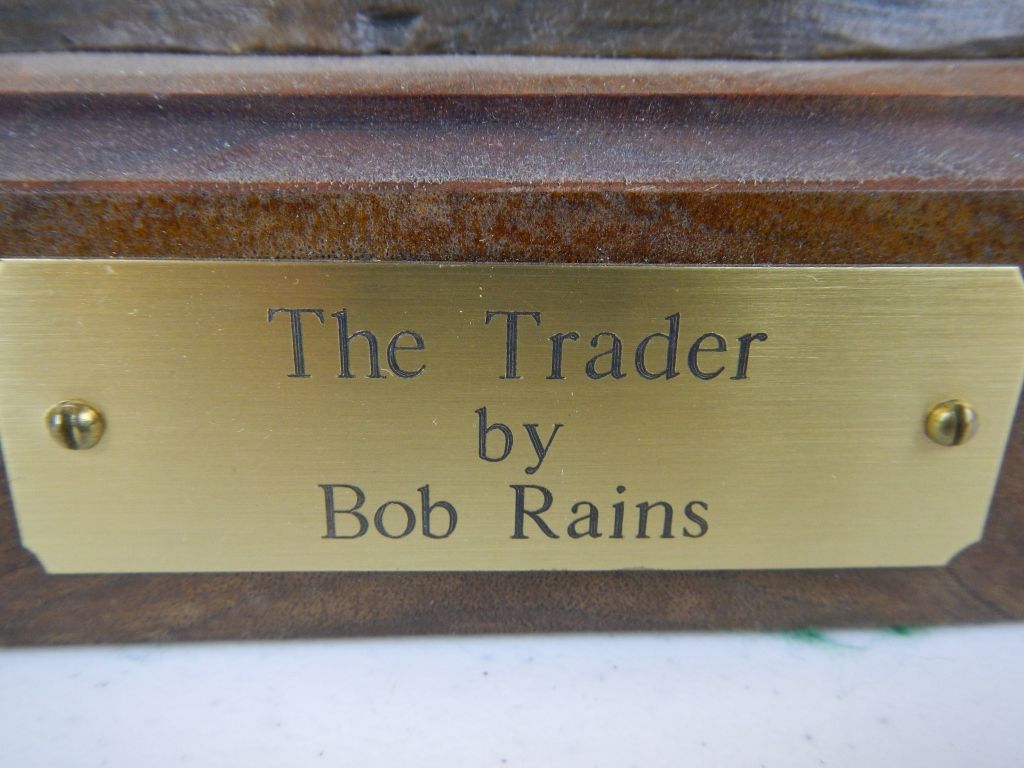 The Trader
by
Bob Rains